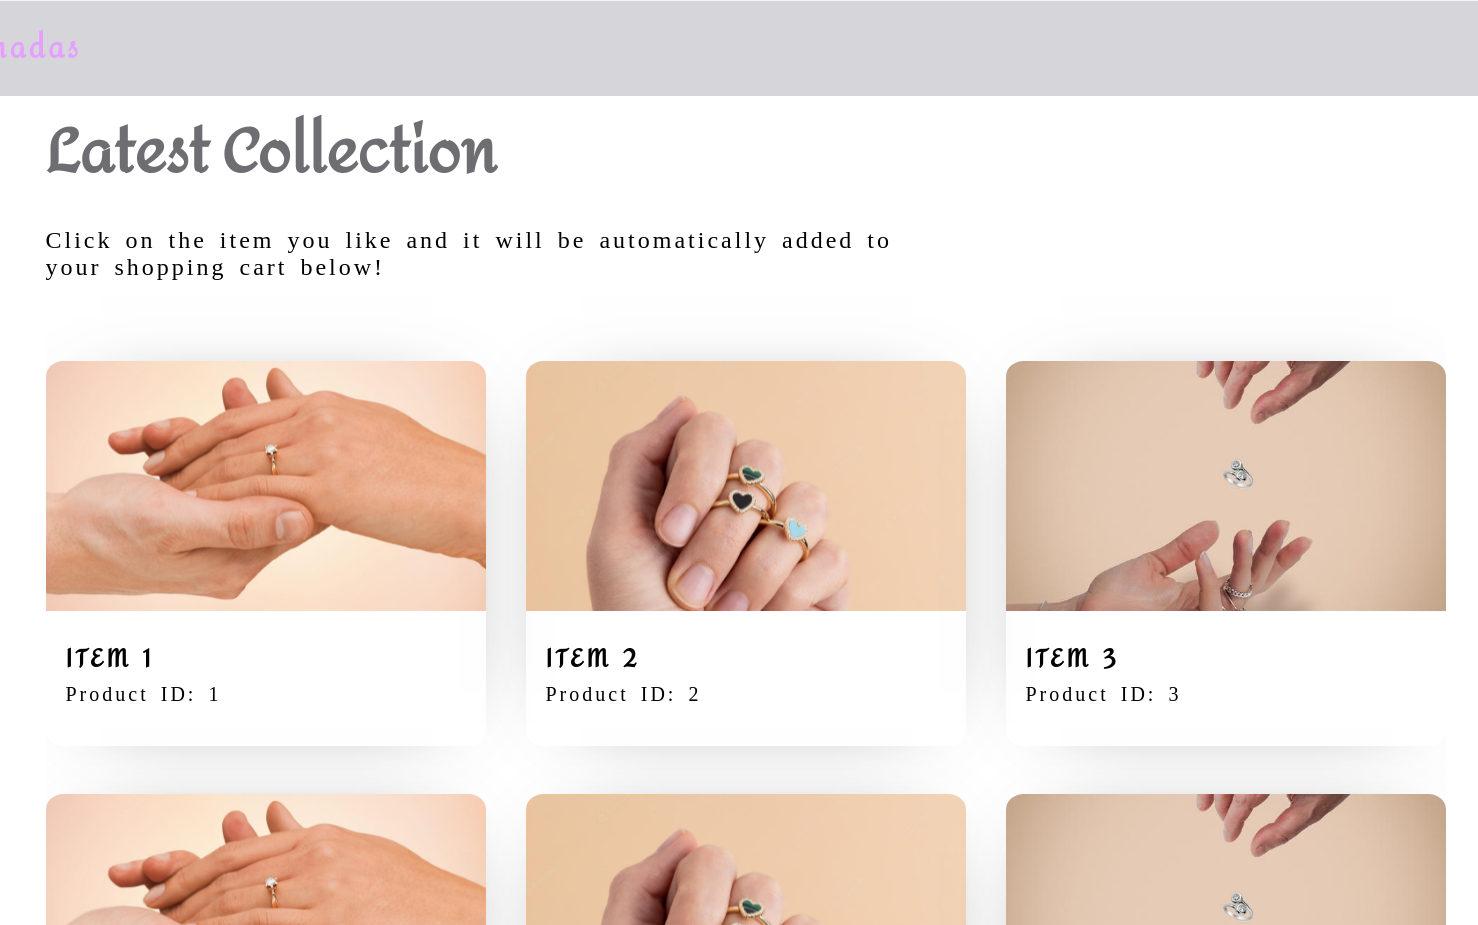 Latest Collection
Click on the item you like and it will be automatically added to
your shopping cart below!
ITEM 1
Product ID: 1
ITEM 2
Product ID: 2
ITEM 3
Product ID: 3